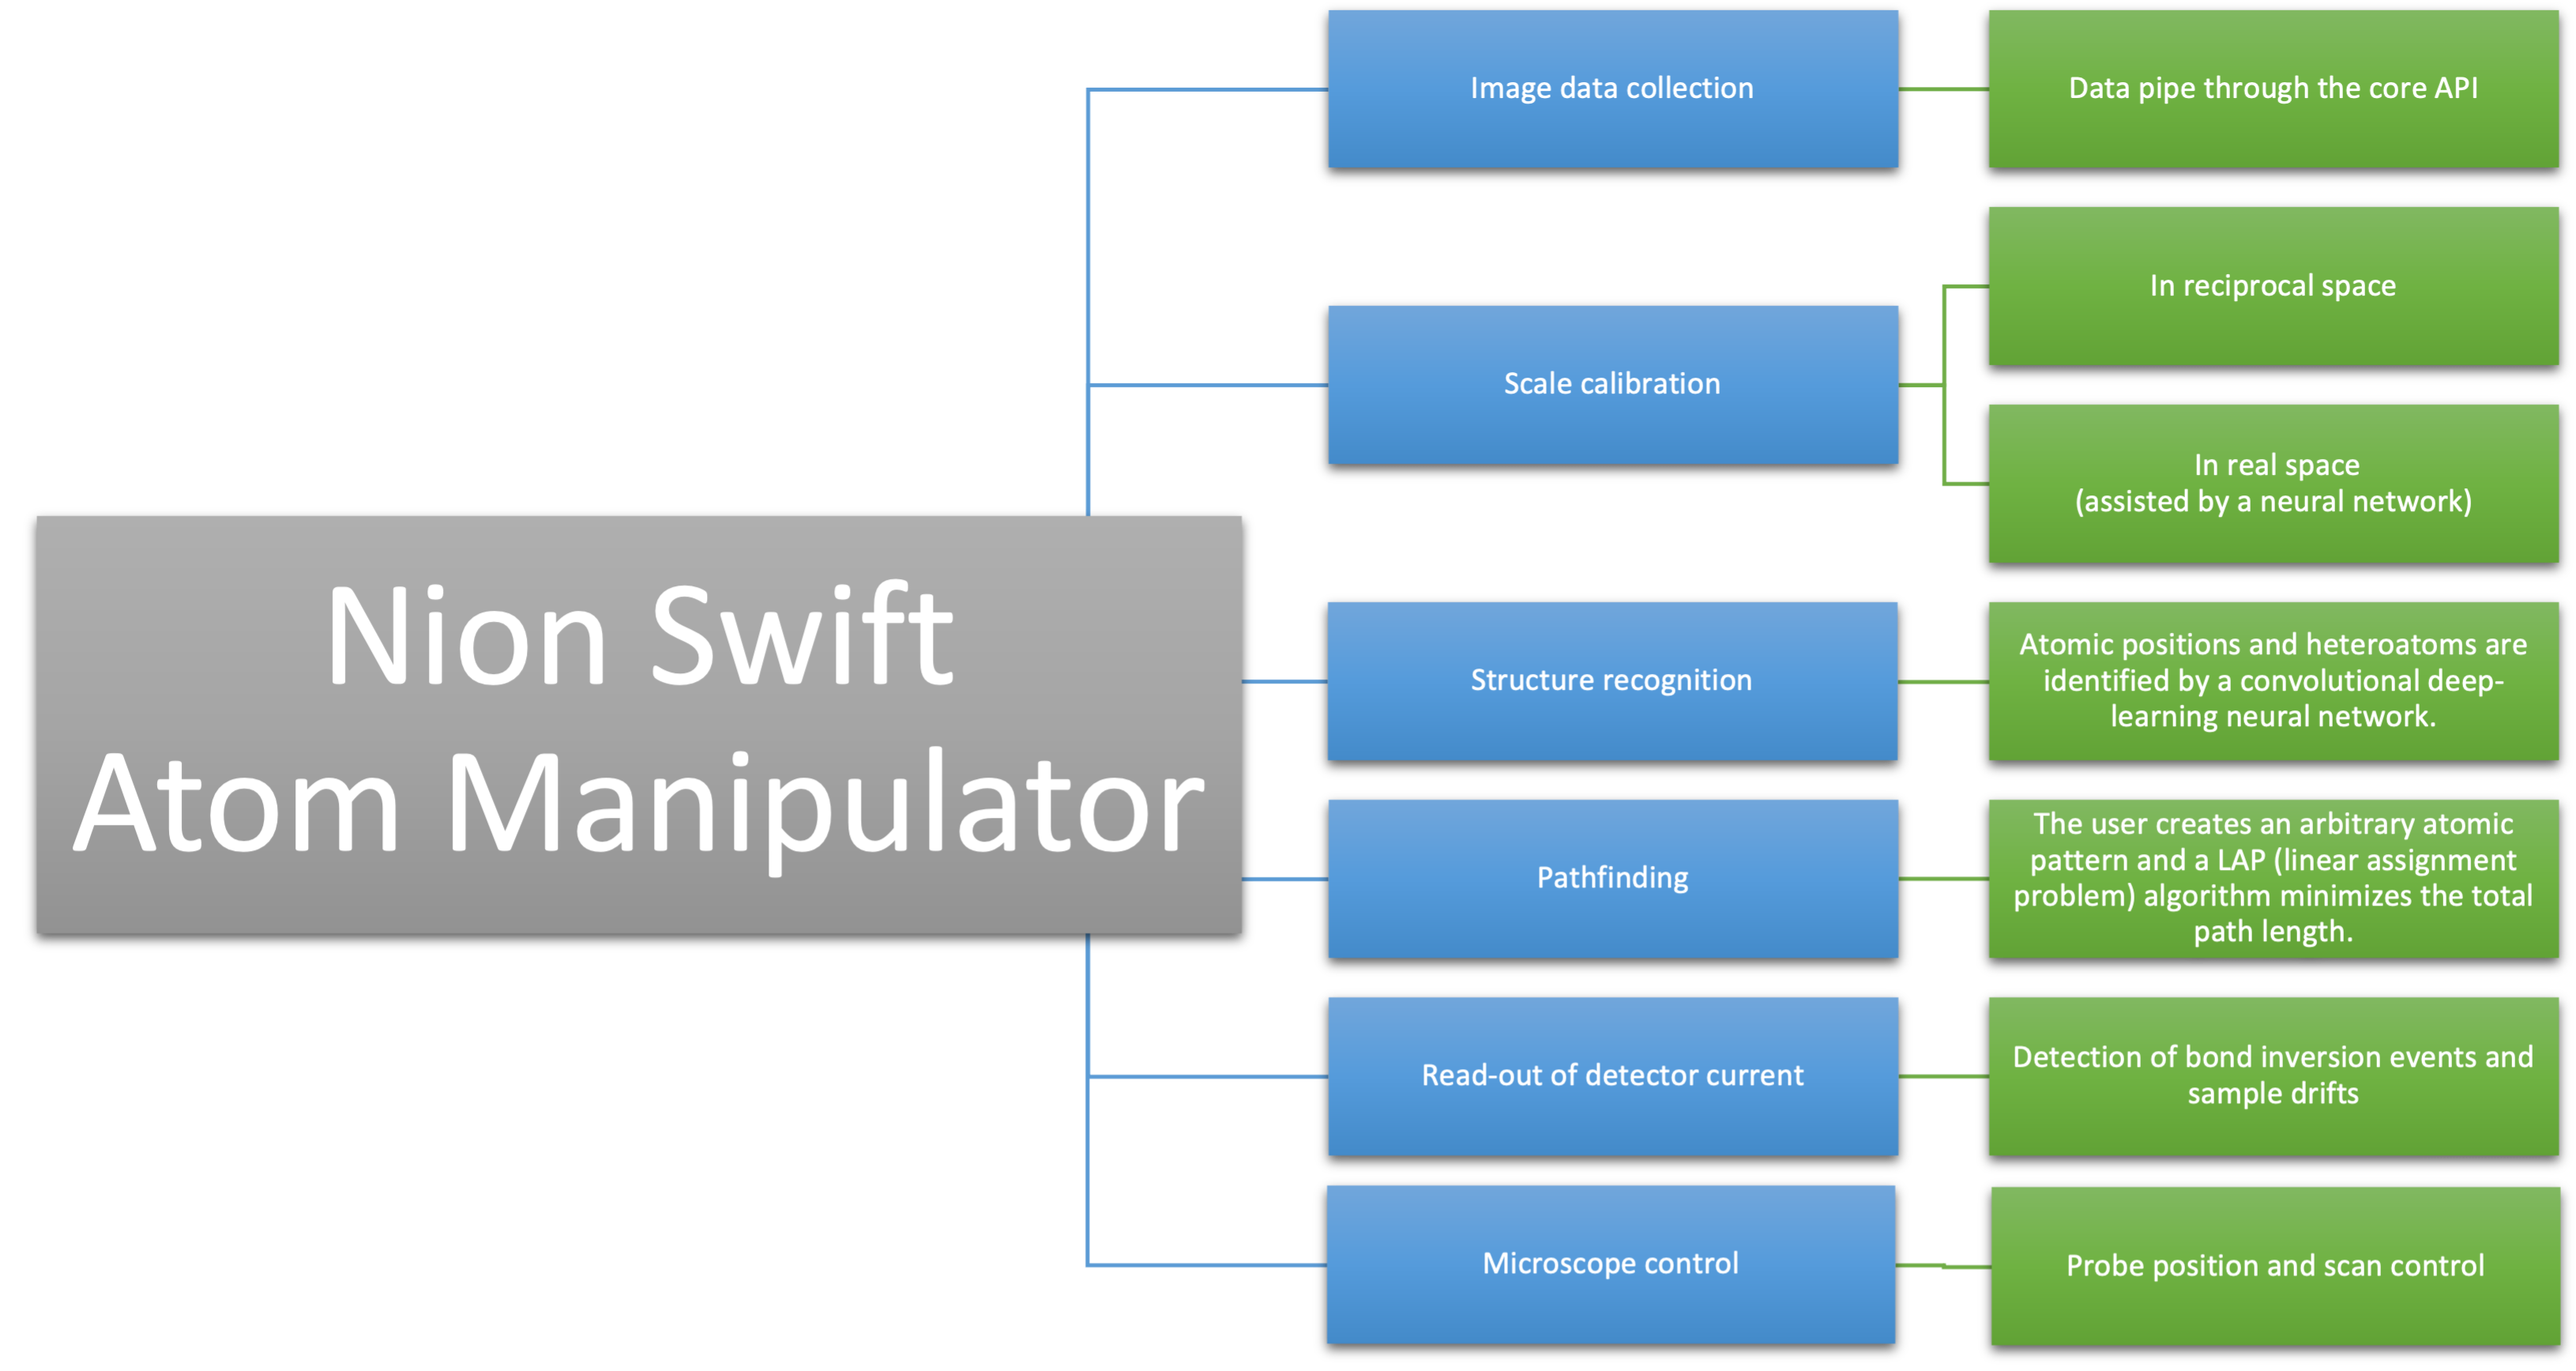 Nion Swift
Atom Manipulator
Image data collection
Data pipe through the core API
Scale calibration
In reciprocal space
In real space
(assisted by a neural network)
Structure recognition
Atomic positions and heteroatoms are
identified by a convolutional deep-
learning neural network.
Pathfinding
The user creates an arbitrary atomic
pattern and a LAP (linear assignment
problem) algorithm minimizes the total
path length.
Read-out of detector current
Detection of bond inversion events and
sample drifts
Microscope control
Probe position and scan control